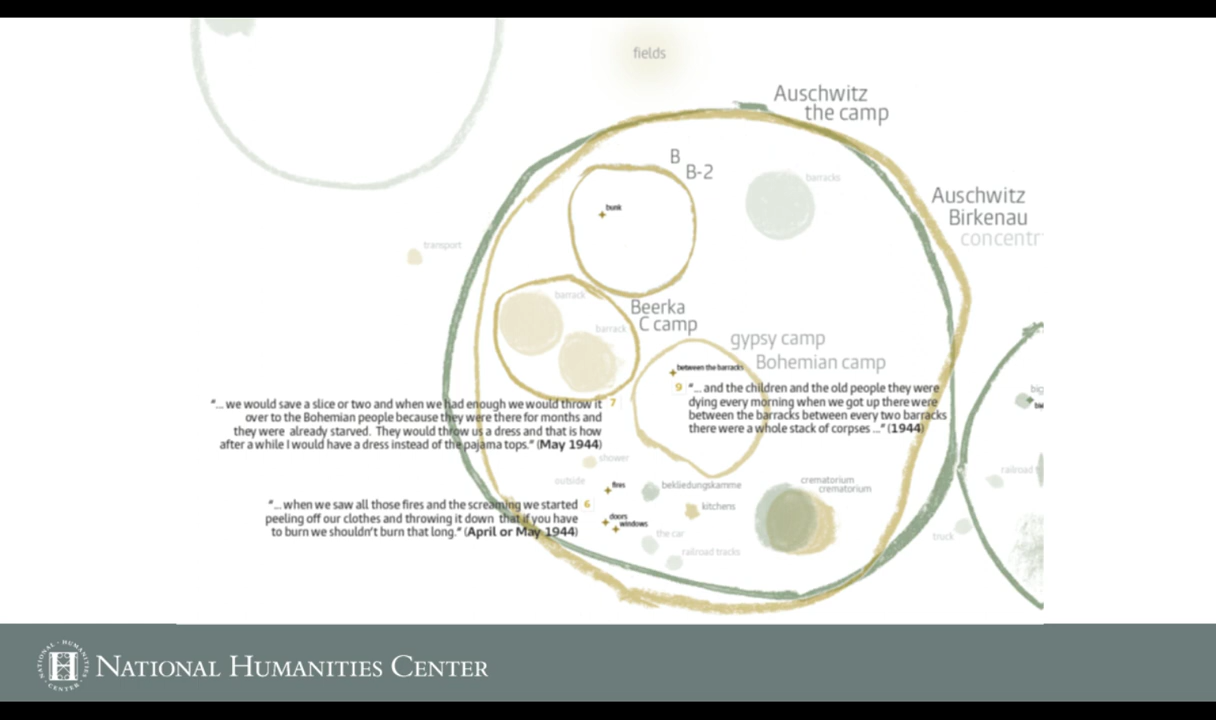 fields
Auschwitz
the camp
B
B-2
barracks
Auschwitz
Birkenau
concentr
bunk
transport
barrack
barrack
Beerka
C camp
gypsy camp
Bohemian camp
between the barracks
9 “... and the children and the old people they were
dying every morning when we got up there were
between the barracks between every two barracks
there were a whole stack of corpses ...” (1944)
“... we would save a slice or two and when we had enough we would throw it 7
over to the Bohemian people because they were there for months and
they were already starved. They would throw us a dress and that is how
after a while I would have a dress instead of the pajama tops.” (May 1944)
big
shower
outside
fires
bekliedungskamme
crematorium
crematorium
railroad t
“... when we saw all those fires and the screaming we started 6
peeling off our clothes and throwing it down that if you have
to burn we shouldn't burn that long.” (April or May 1944)
kitchens
doors
windows
the car
railroad tracks
truck
NATIONAL · HUMANITIES · CENTER
H
NATIONAL HUMANITIES CENTER